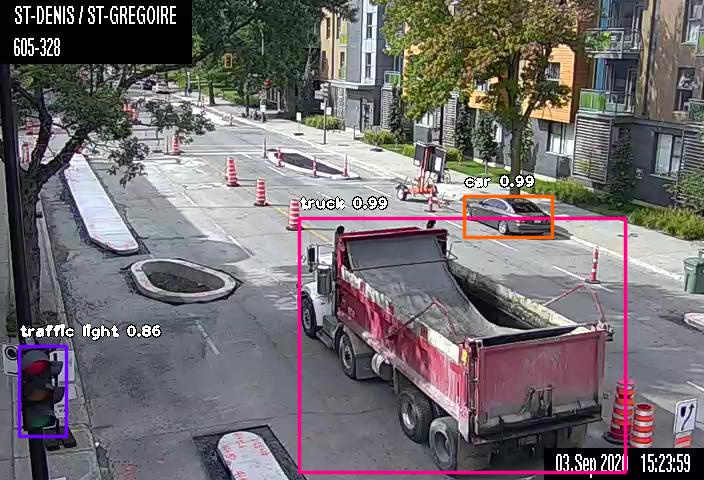 ST-DENIS / ST-GREGOIRE
605-328
car 0.99
truck 0.99
traffic light 0.86
03.Sep 2020 15:23:59